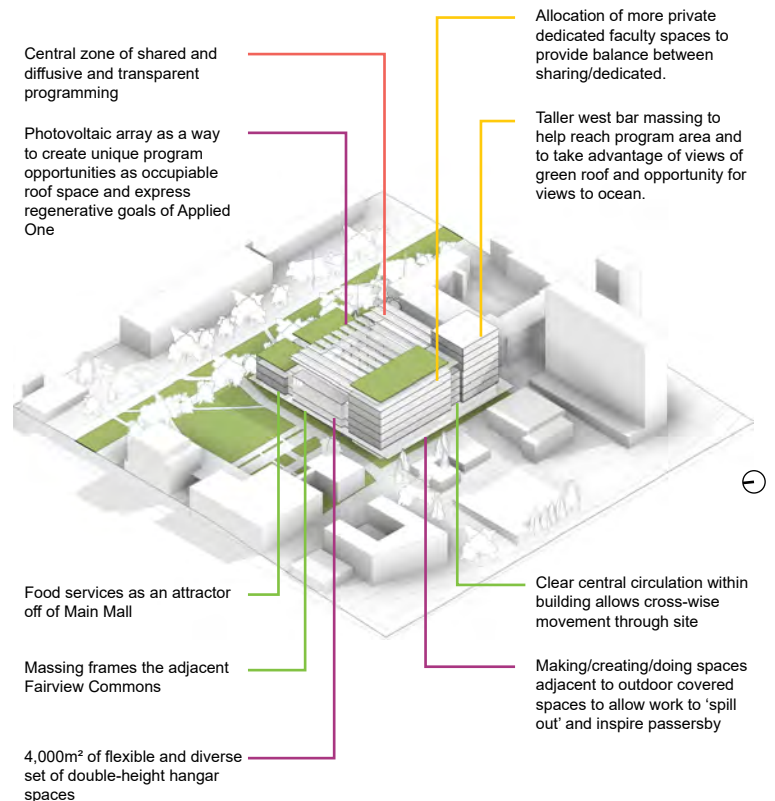 Central zone of shared and
diffusive and transparent
programming
Photovoltaic array as a way
to create unique program
opportunities as occupiable
roof space and express
regenerative goals of Applied
One
Allocation of more private
dedicated faculty spaces to
provide balance between
sharing/dedicated.
Taller west bar massing to
help reach program area and
to take advantage of views of
green roof and opportunity for
views to ocean.
Food services as an attractor
off of Main Mall
Massing frames the adjacent
Fairview Commons
4,000m² of flexible and diverse
set of double-height hangar
spaces
Clear central circulation within
building allows cross-wise
movement through site
Making/creating/doing spaces
adjacent to outdoor covered
spaces to allow work to ‘spill
out’ and inspire passersby